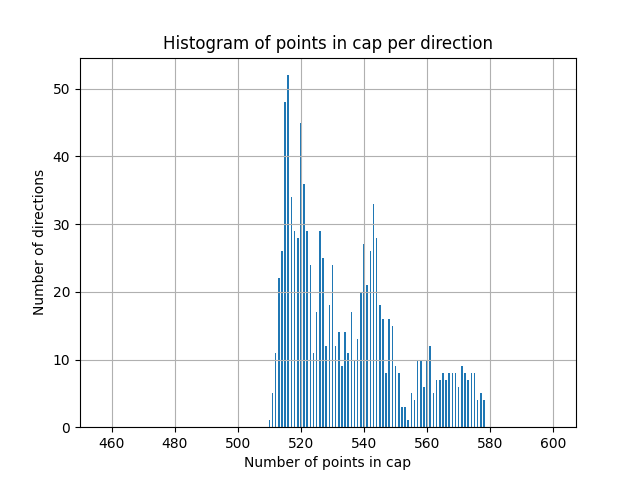 Histogram of points in cap per direction
50
40
30
20
10
0
Number of directions
460 480 500 520 540 560 580 600
Number of points in cap